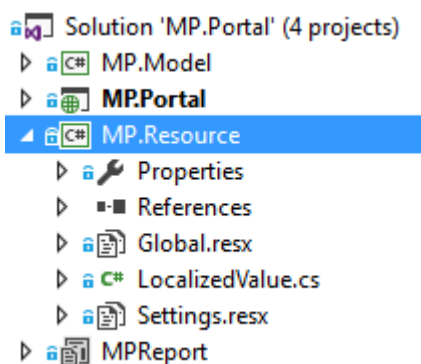 Solution 'MP.Portal' (4 projects)
C# MP.Model
MP.Portal
C# MP.Resource
Properties
References
Global.resx
C# LocalizedValue.cs
Settings.resx
MPReport